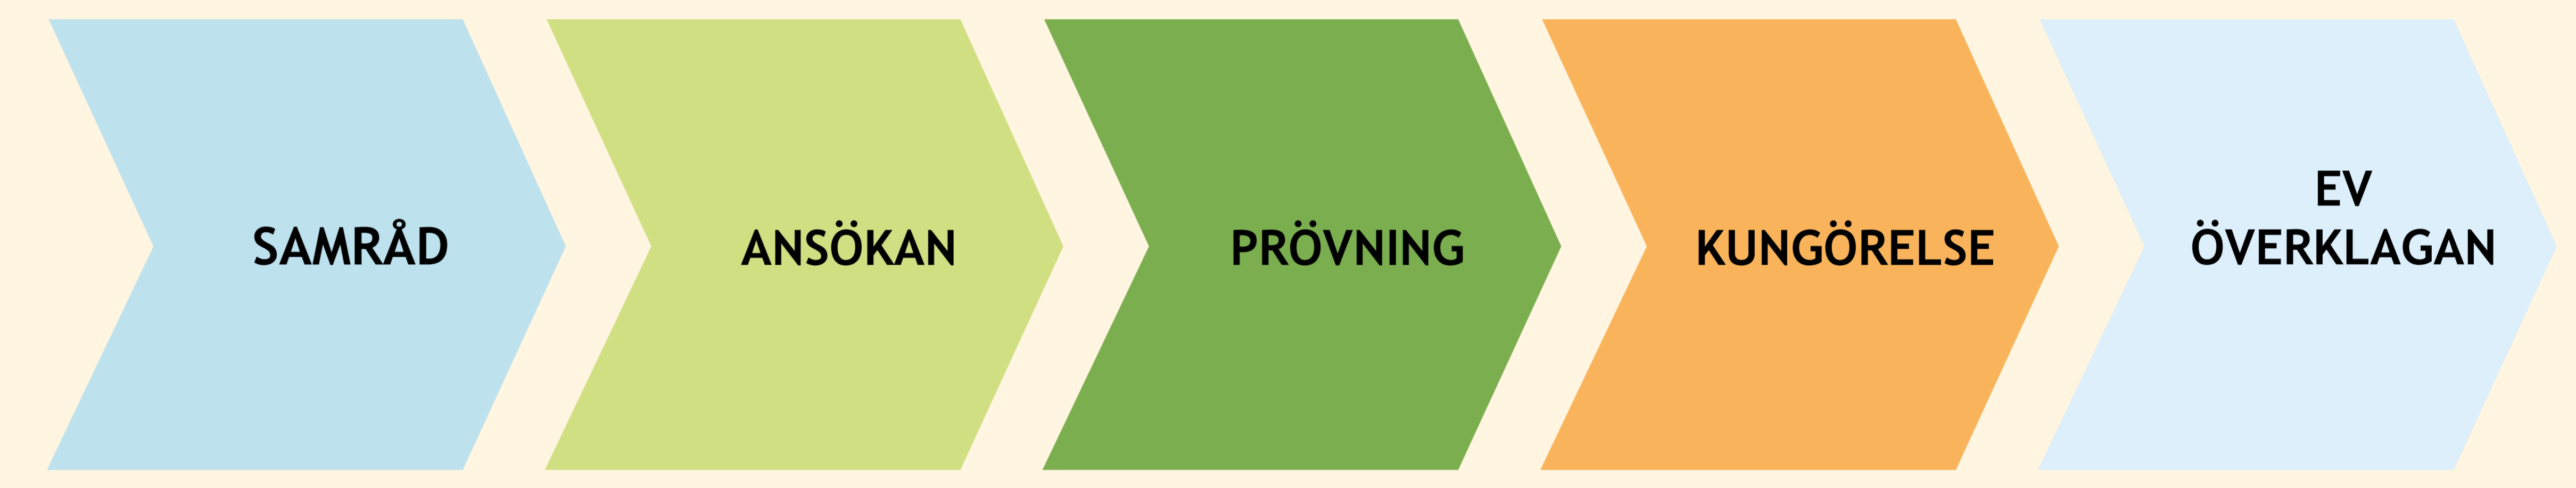 SAMRÅD
ANSÖKAN
PRÖVNING
KUNGÖRELSE
EV
ÖVERKLAGAN